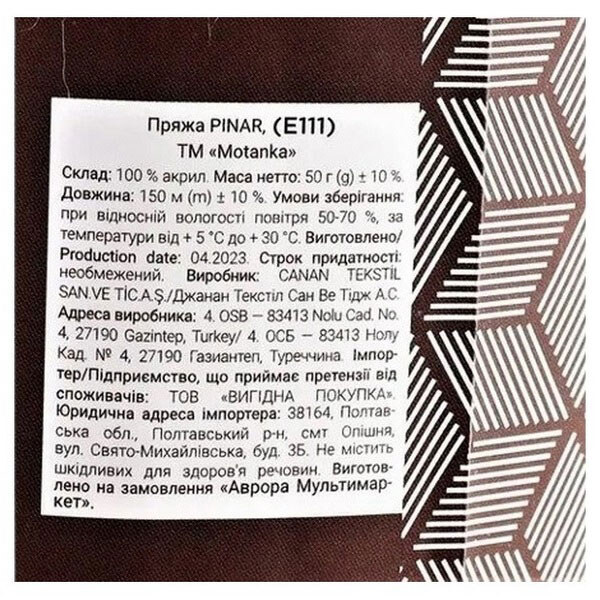 Пряжа PINAR, (E111)
ТМ «Motanka»
Склад: 100 % акрил. Маса нетто: 50 г (g) ± 10 %.
Довжина: 150 м (m) ± 10 %. Умови зберігання:
при відносній вологості повітря 50-70 %, за
температури від + 5 °С до + 30 °С. Виготовлено/
Production date: 04.2023. Строк придатності:
необмежений. Виробник: CANAN TEKSTİL
SAN.VE TİC.A.Ş./Джанан Текстіл Сан Ве Тідж А.С.
Адреса виробника: 4. OSB – 83413 Nolu Cad. No.
4, 27190 Gazintep, Turkey/ 4. ОСБ – 83413 Нолу
Кад. № 4, 27190 Газиантеп, Туреччина. Імпор-
тер/Підприємство, що приймає претензії від
споживачів: ТОВ «ВИГІДНА ПОКУПКА».
Юридична адреса імпортера: 38164, Полтав-
ська обл., Полтавський р-н, смт Опішня,
вул. Свято-Михайлівська, буд. 3Б. Не містить
шкідливих для здоров'я речовин. Виготов-
лено на замовлення «Аврора Мультимар-
кет».